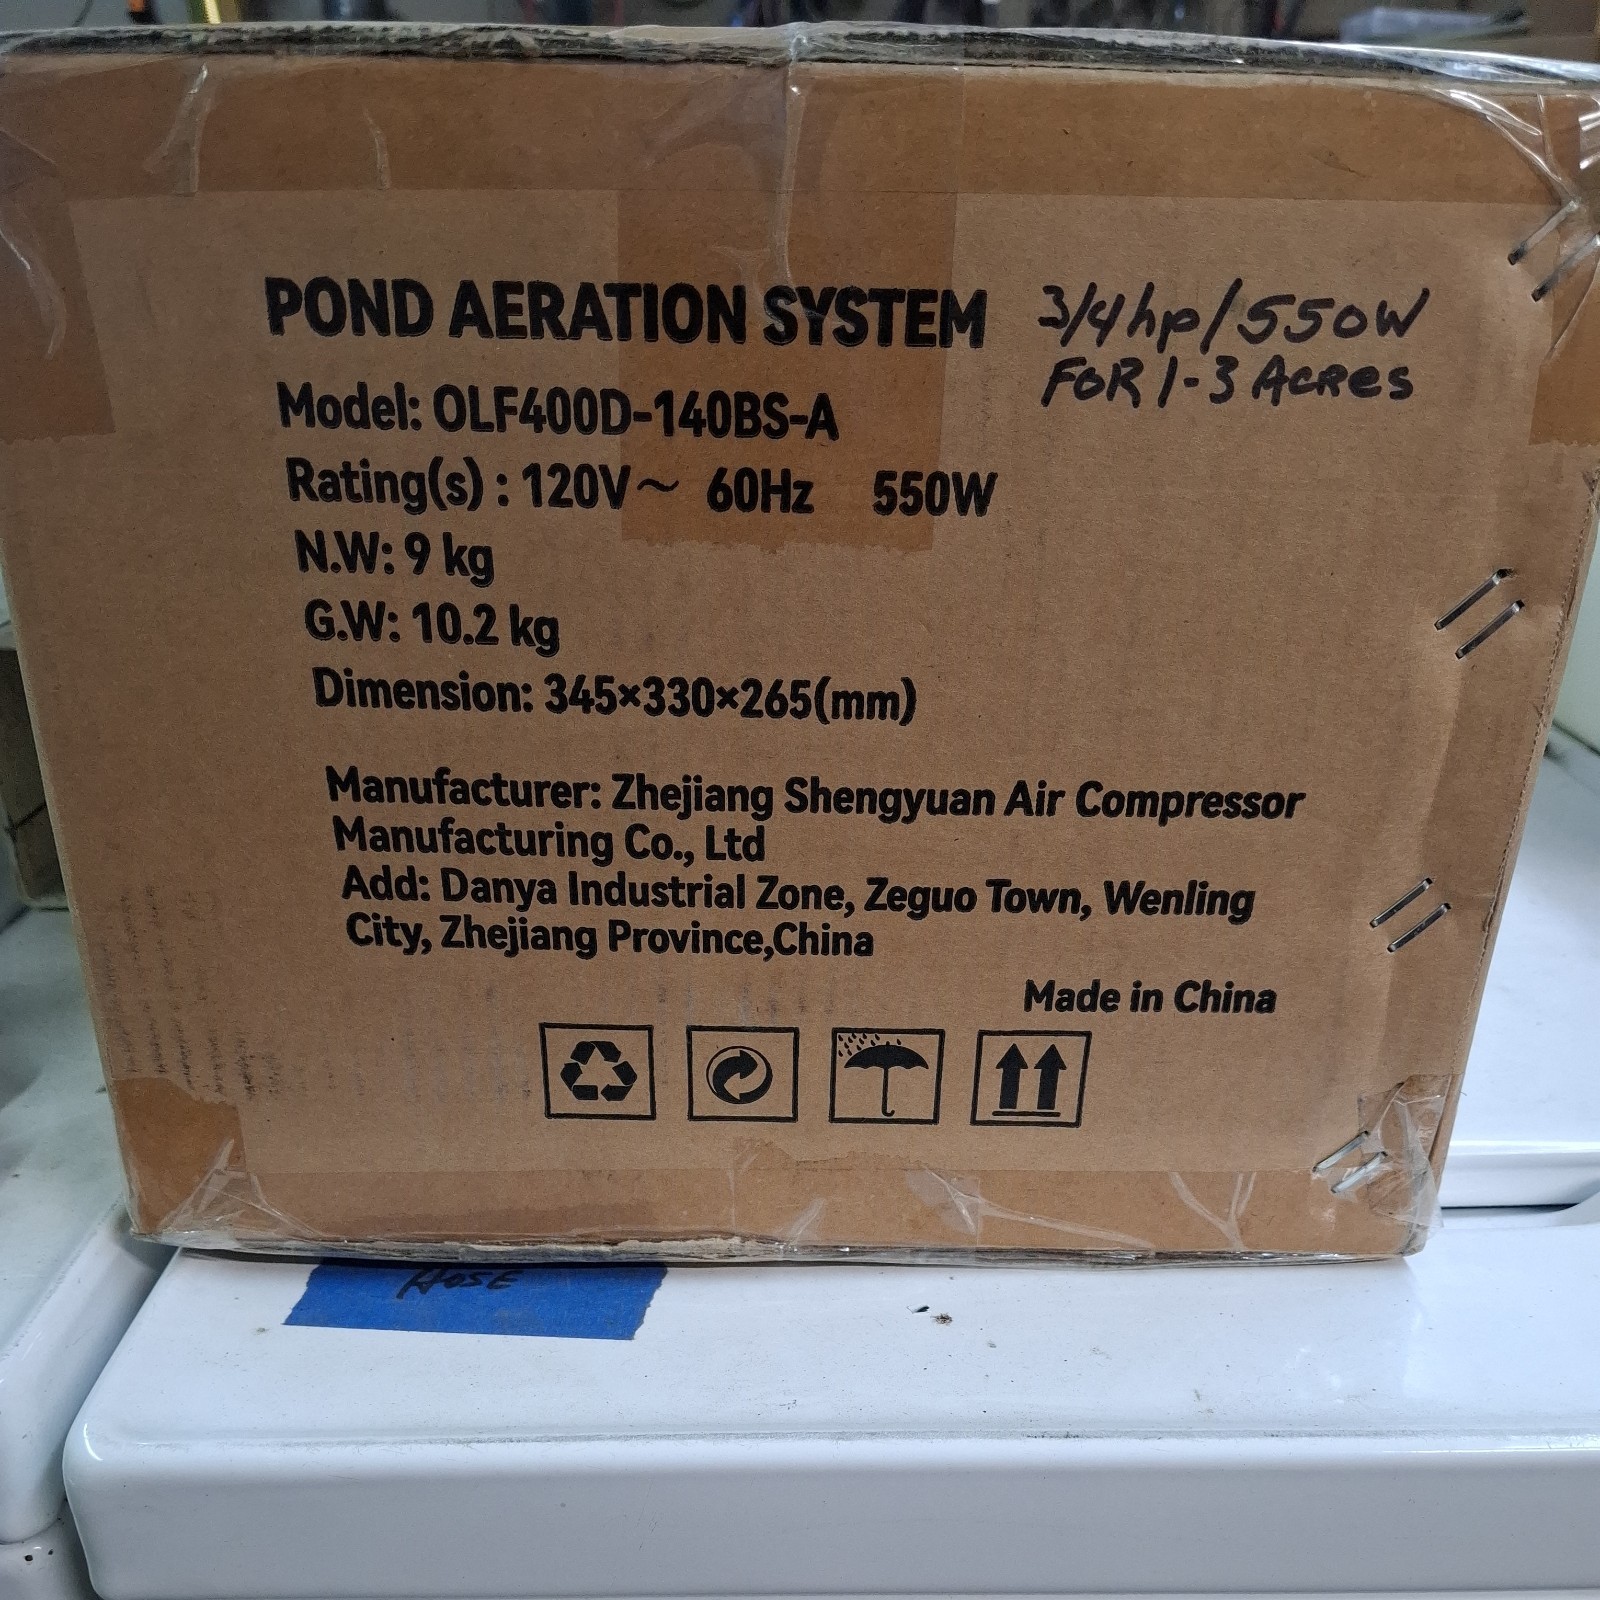 POND AERATION SYSTEM 3/4hp/550W
FOR 1-3 ACRes
Model: OLF400D-140BS-A
Rating(s) : 120V～ 60Hz 550W
N.W: 9 kg
G.W: 10.2 kg
Dimension: 345×330×265(mm)
Manufacturer: Zhejiang Shengyuan Air Compressor
Manufacturing Co., Ltd
Add: Danya Industrial Zone, Zeguo Town, Wenling
City, Zhejiang Province,China
Made in China
HOSE